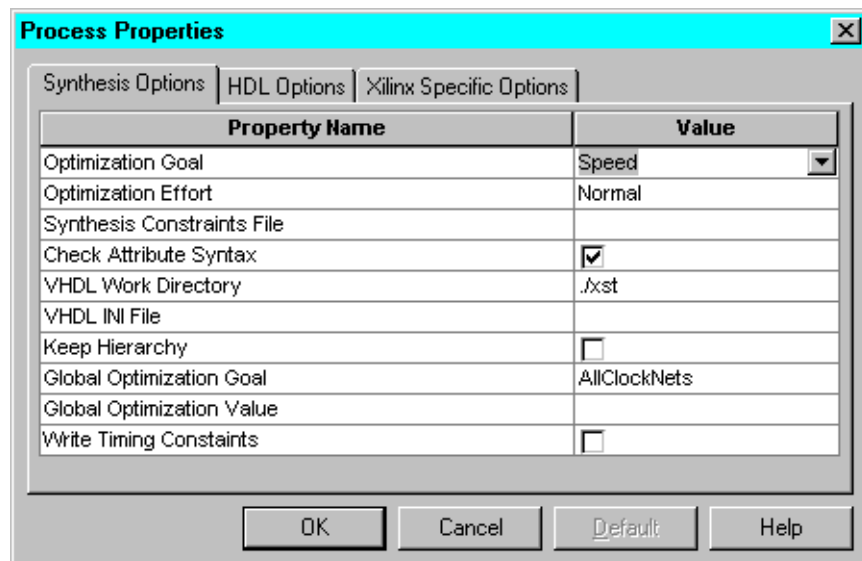 Process Properties
Synthesis Options HDL Options Xilinx Specific Options
Property Name Value
Optimization Goal Speed
Optimization Effort Normal
Synthesis Constraints File
Check Attribute Syntax
VHDL Work Directory ./xst
VHDL INI File
Keep Hierarchy
Global Optimization Goal AllClockNets
Global Optimization Value
Write Timing Constaints
OK Cancel Default Help